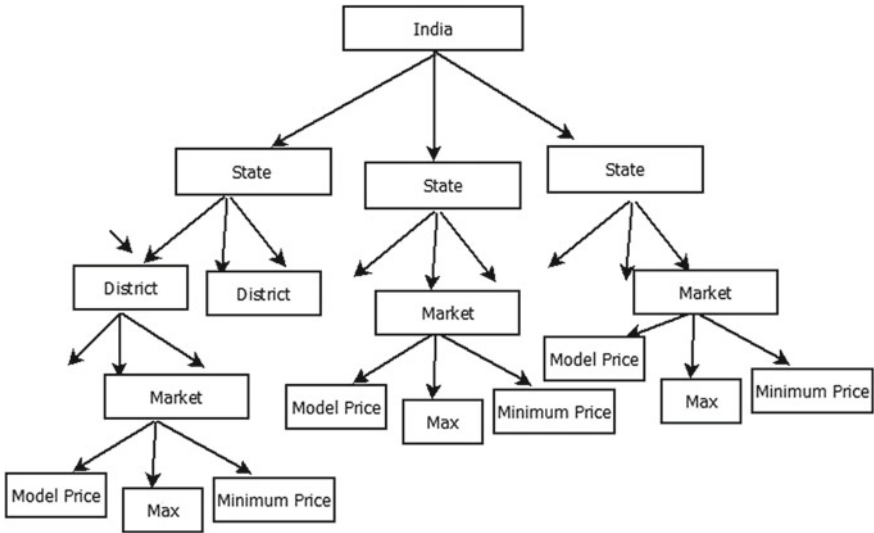 India
State
State
State
District
District
Market
Market
Market
Model Price
Max
Minimum Price
Model Price
Max
Minimum Price
Model Price
Max
Minimum Price